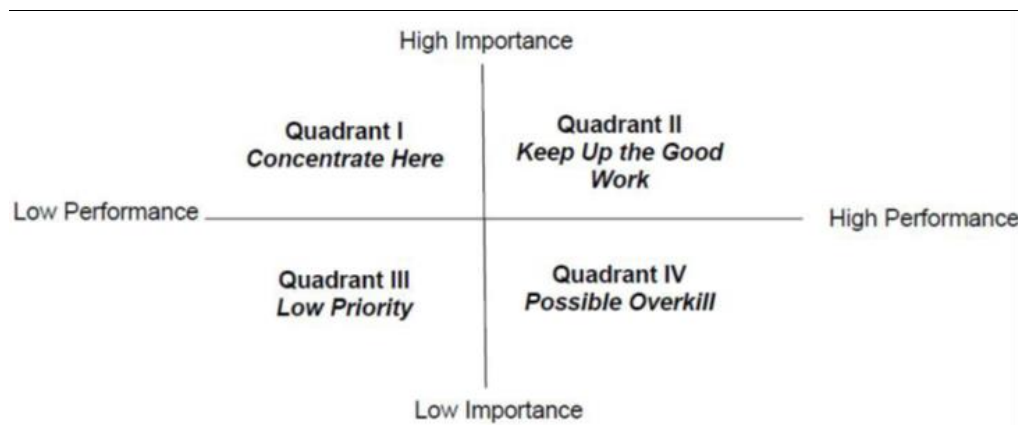 High Importance
Quadrant I
Concentrate Here
Quadrant II
Keep Up the Good
Work
Low Performance
High Performance
Quadrant III
Low Priority
Quadrant IV
Possible Overkill
Low Importance